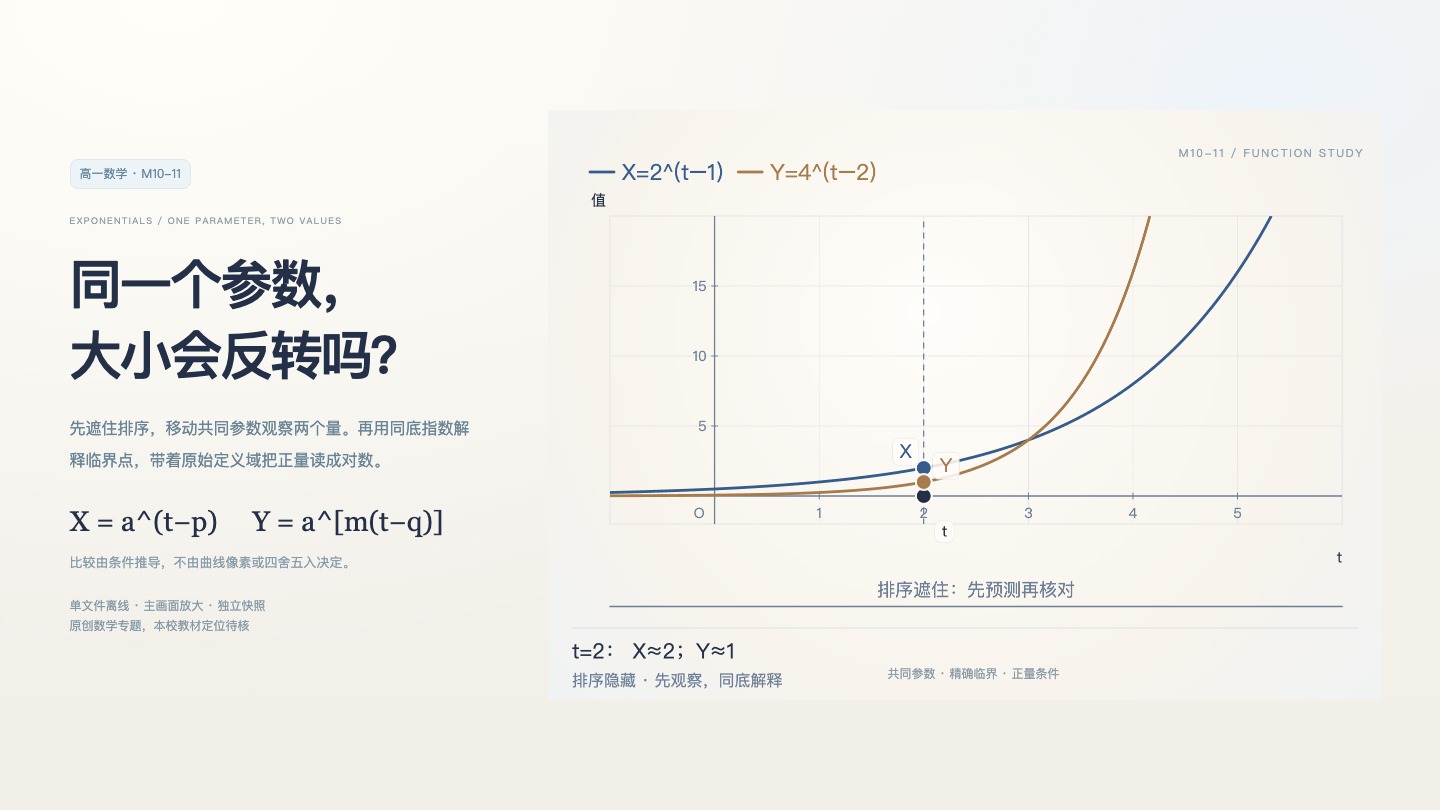 高一数学 · M10-11
EXPONENTIALS / ONE PARAMETER, TWO VALUES
同一个参数，
大小会反转吗？
先遮住排序，移动共同参数观察两个量。再用同底指数解
释临界点，带着原始定义域把正量读成对数。
X = a^(t−p)  Y = a^[m(t−q)]
比较由条件推导，不由曲线像素或四舍五入决定。
单文件离线 · 主画面放大 · 独立快照
原创数学专题，本校教材定位待核
M10-11 / FUNCTION STUDY
X=2^(t−1)  Y=4^(t−2)
值
15
10
5
X
Y
O 1 2 3 4 5
t
t
排序遮住：先预测再核对
t=2： X≈2；Y≈1
排序隐藏 · 先观察，同底解释
共同参数 · 精确临界 · 正量条件